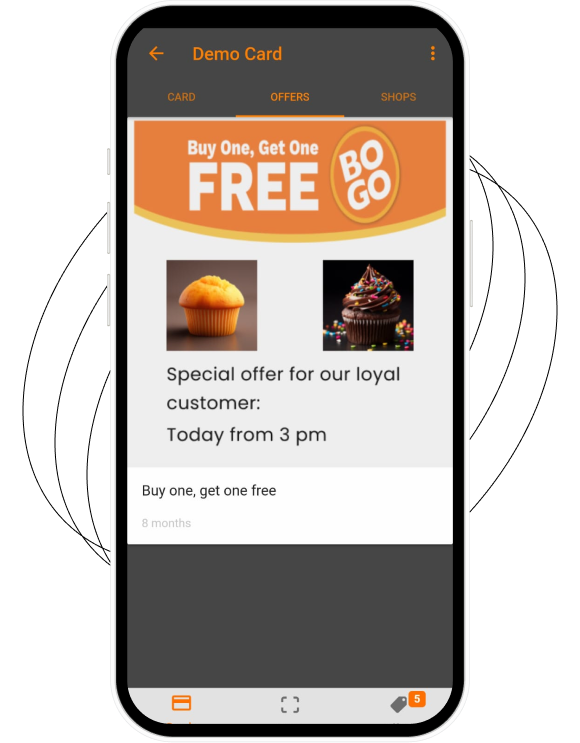 Demo Card
CARD OFFERS SHOPS
Buy One, Get One
FREE
BO
GO
Special offer for our loyal
customer:
Today from 3 pm
Buy one, get one free
8 months
5